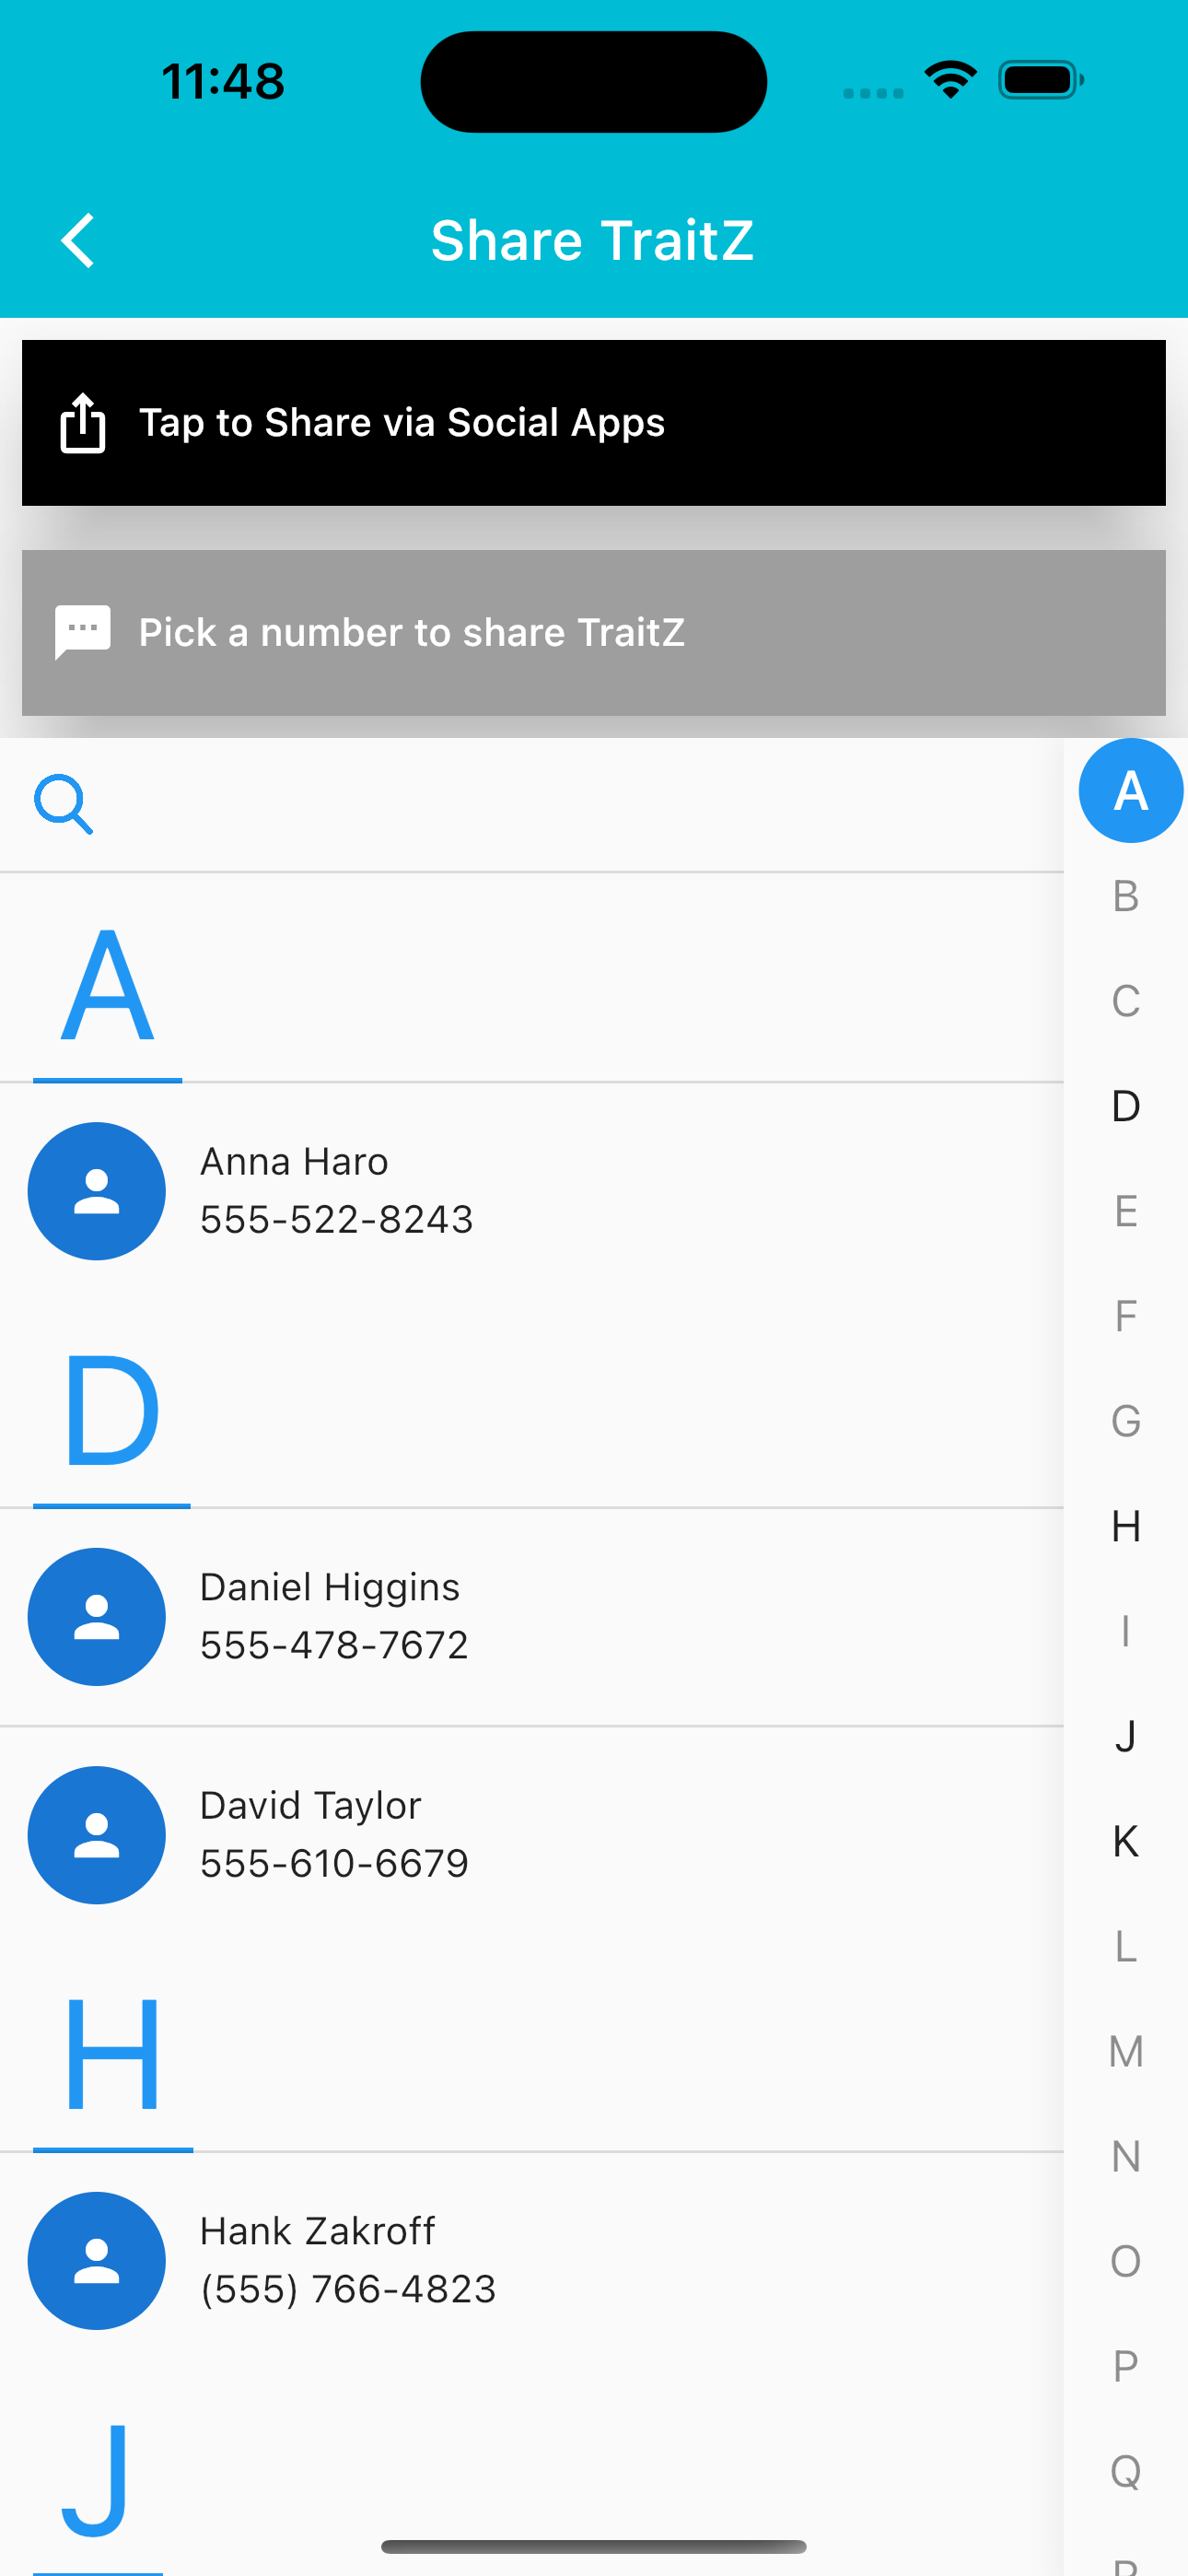 11:48
Share TraitZ
Tap to Share via Social Apps
Pick a number to share TraitZ
A
Anna Haro
555-522-8243
D
Daniel Higgins
555-478-7672
David Taylor
555-610-6679
H
Hank Zakroff
(555) 766-4823
J
A
B
C
D
E
F
G
H
I
J
K
L
M
N
O
P
Q
R